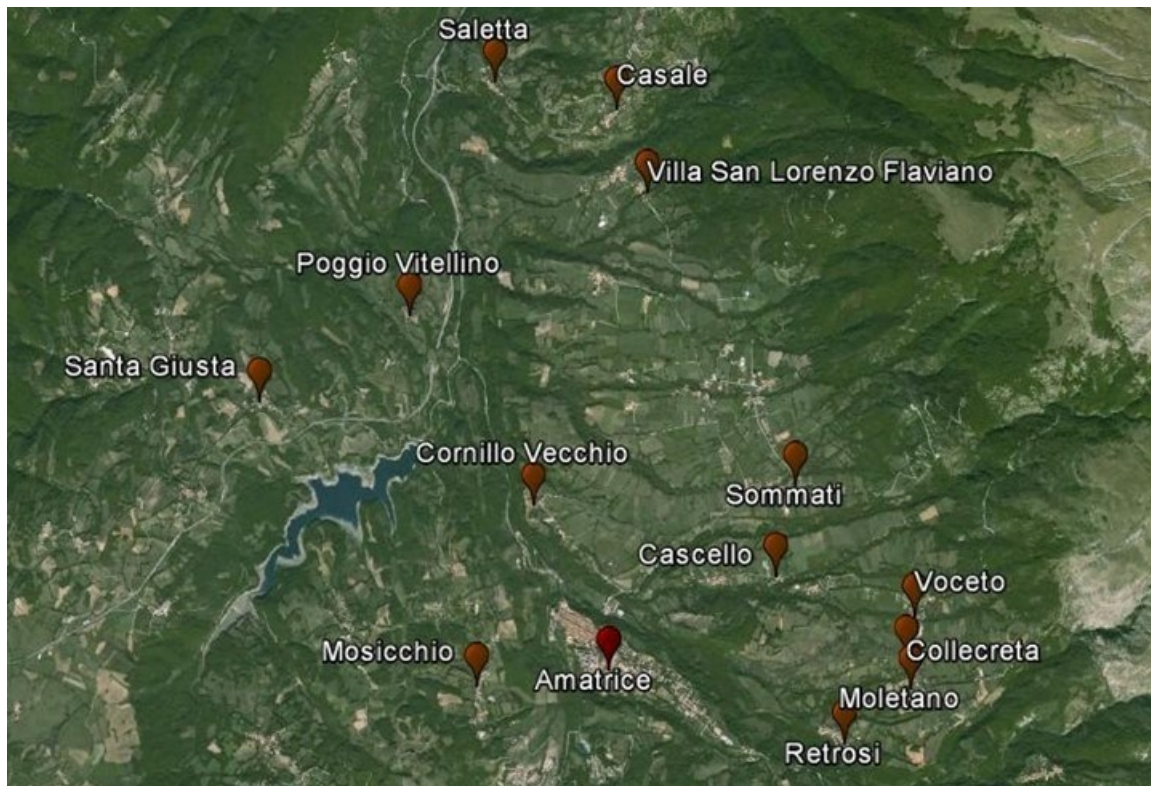 Saletta
Casale
Villa San Lorenzo Flaviano
Poggio Vitellino
Santa Giusta
Cornillo Vecchio
Sommati
Cascello
Voceto
Mosicchio
Collecreta
Amatrice
Moletano
Retrosi